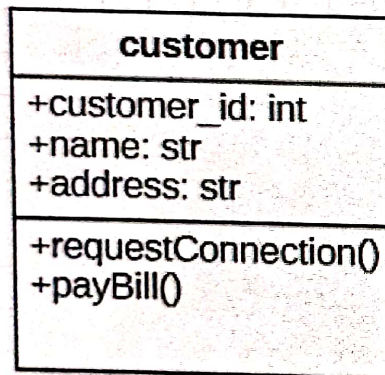 customer
+customer_id: int
+name: str
+address: str
+requestConnection()
+payBill()